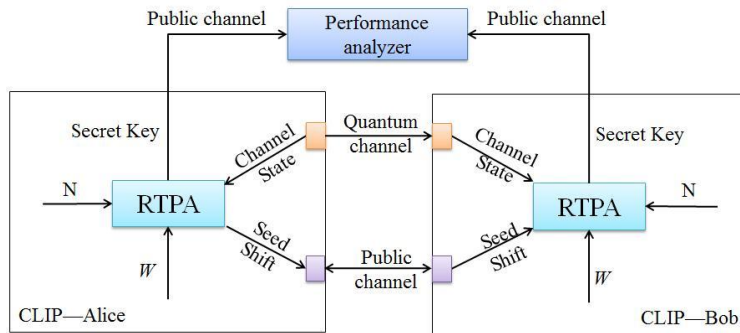 Public channel
Performance
analyzer
Public channel
Secret Key
Channel
State
Quantum
channel
Channel
State
Secret Key
N
RTPA
RTPA
N
Seed
Shift
Public
channel
Seed
Shift
W
W
CLIP—Alice
CLIP—Bob